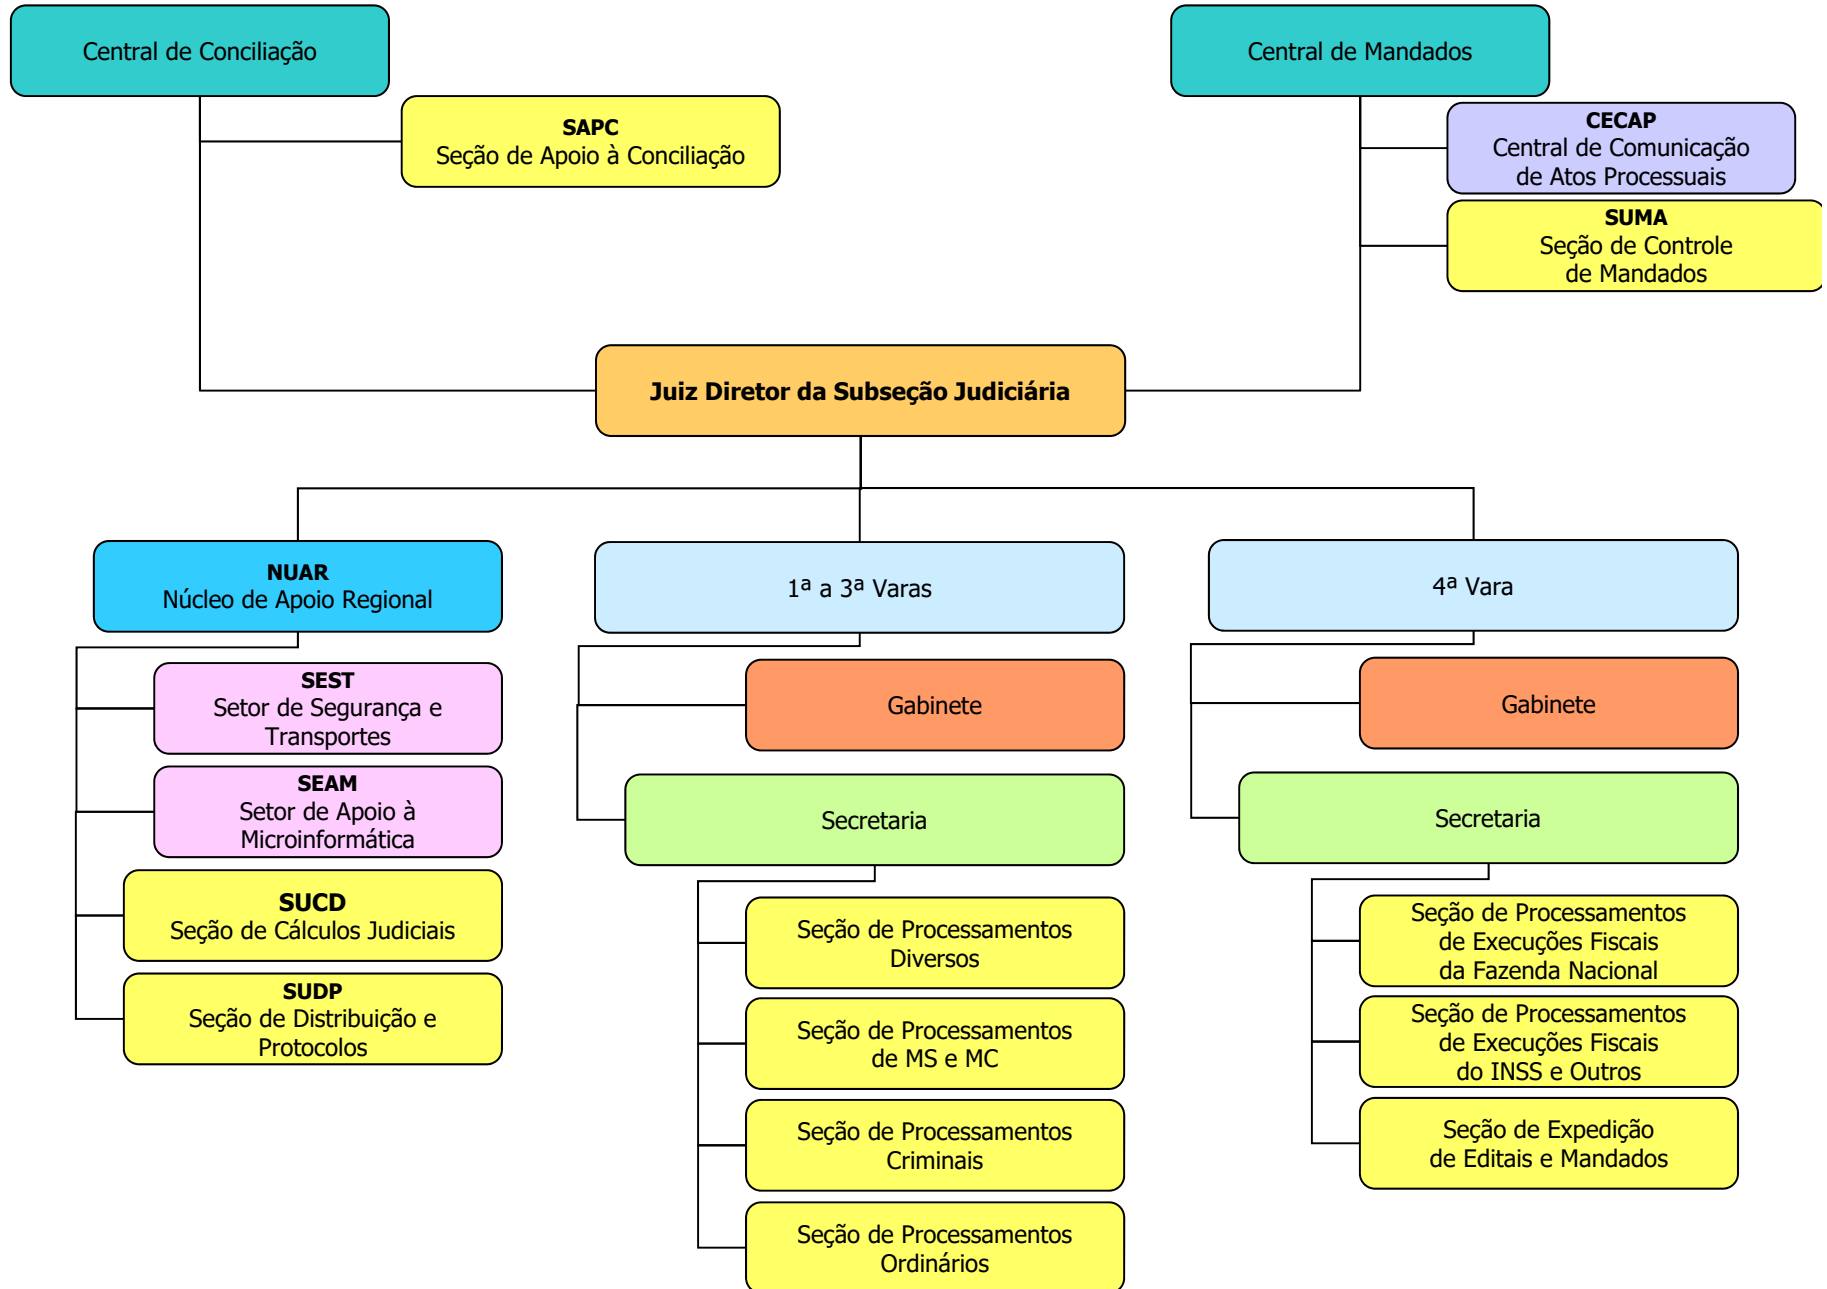 Central de Conciliação
Central de Mandados
SAPC
Seção de Apoio à Conciliação
CECAP
Central de Comunicação
de Atos Processuais
SUMA
Seção de Controle
de Mandados
Juiz Diretor da Subseção Judiciária
NUAR
Núcleo de Apoio Regional
SEST
Setor de Segurança e
Transportes
SEAM
Setor de Apoio à
Microinformática
SUCD
Seção de Cálculos Judiciais
SUDP
Seção de Distribuição e
Protocolos
1ª a 3ª Varas
Gabinete
Secretaria
Seção de Processamentos
Diversos
Seção de Processamentos
de MS e MC
Seção de Processamentos
Criminais
Seção de Processamentos
Ordinários
4ª Vara
Gabinete
Secretaria
Seção de Processamentos
de Execuções Fiscais
da Fazenda Nacional
Seção de Processamentos
de Execuções Fiscais
do INSS e Outros
Seção de Expedição
de Editais e Mandados